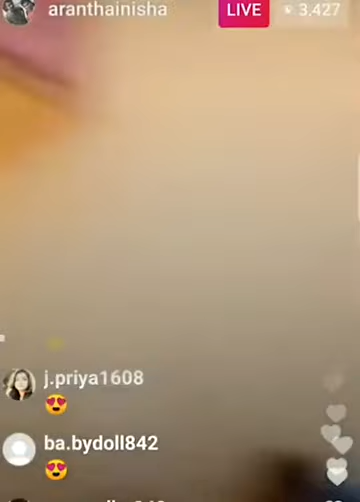 aranthainisha LIVE 3,427
j.priya1608
😍
ba.bydoll842
😍